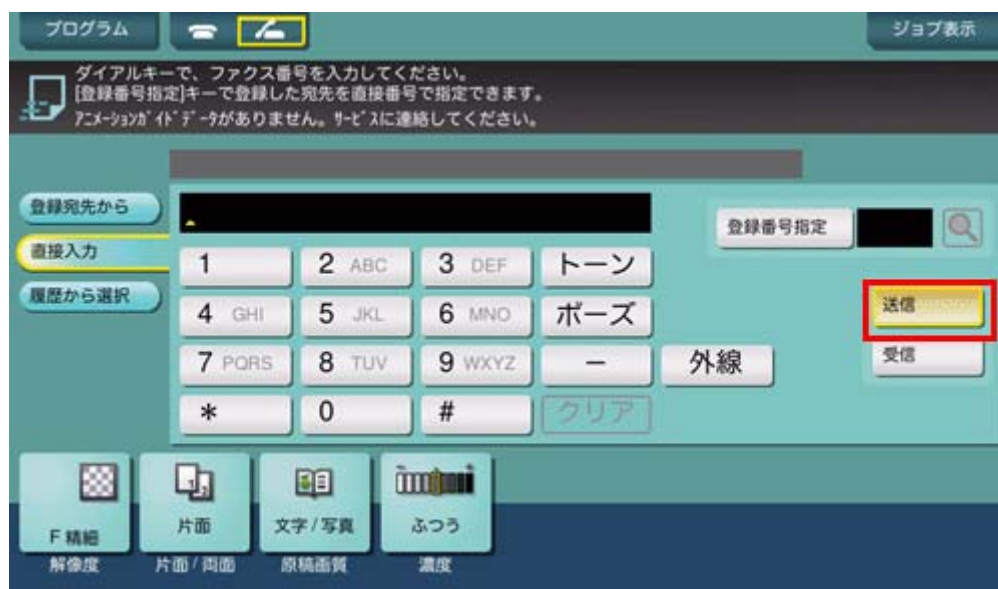 プログラム
ジョブ表示
ダイアルキーで、ファクス番号を入力してください。
[登録番号指定]キーで登録した宛先を直接番号で指定できます。
ｱﾆﾒｰｼｮﾝｶﾞｲﾄﾞﾃﾞｰﾀがありません。ｻｰﾋﾞｽに連絡してください。
登録宛先から
直接入力
履歴から選択
登録番号指定
1
2 ABC
3 DEF
トーン
4 GHI
5 JKL
6 MNO
ポーズ
7 PQRS
8 TUV
9 WXYZ
－
外線
*
0
#
クリア
送信
受信
F 精細
片面
文字/写真
ふつう
解像度
片面/両面
原稿画質
濃度